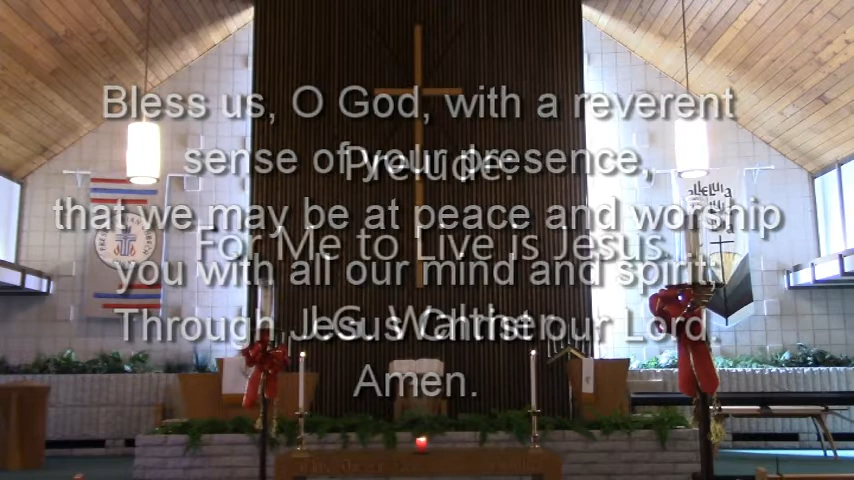 Bless us, O God, with a reverent
sense of your presence,
Prelude:
that we may be at peace and worship
For Me to Live is Jesus
you with all our mind and spirit;
Through Jesus Christ our Lord.
J.G. Walther
Amen.
Alleluia